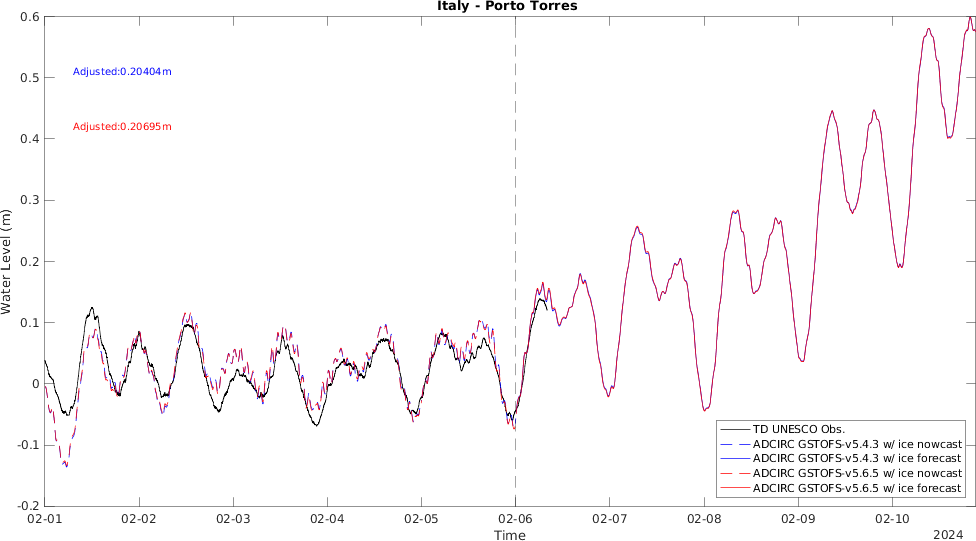 Italy - Porto Torres
0.6
0.5
0.4
0.3
0.2
0.1
0
-0.1
-0.2
Water Level (m)
Adjusted:0.20404m
Adjusted:0.20695m
TD UNESCO Obs.
ADCIRC GSTOFS-v5.4.3 w/ ice nowcast
ADCIRC GSTOFS-v5.4.3 w/ ice forecast
ADCIRC GSTOFS-v5.6.5 w/ ice nowcast
ADCIRC GSTOFS-v5.6.5 w/ ice forecast
02-01 02-02 02-03 02-04 02-05 02-06 02-07 02-08 02-09 02-10
Time
2024